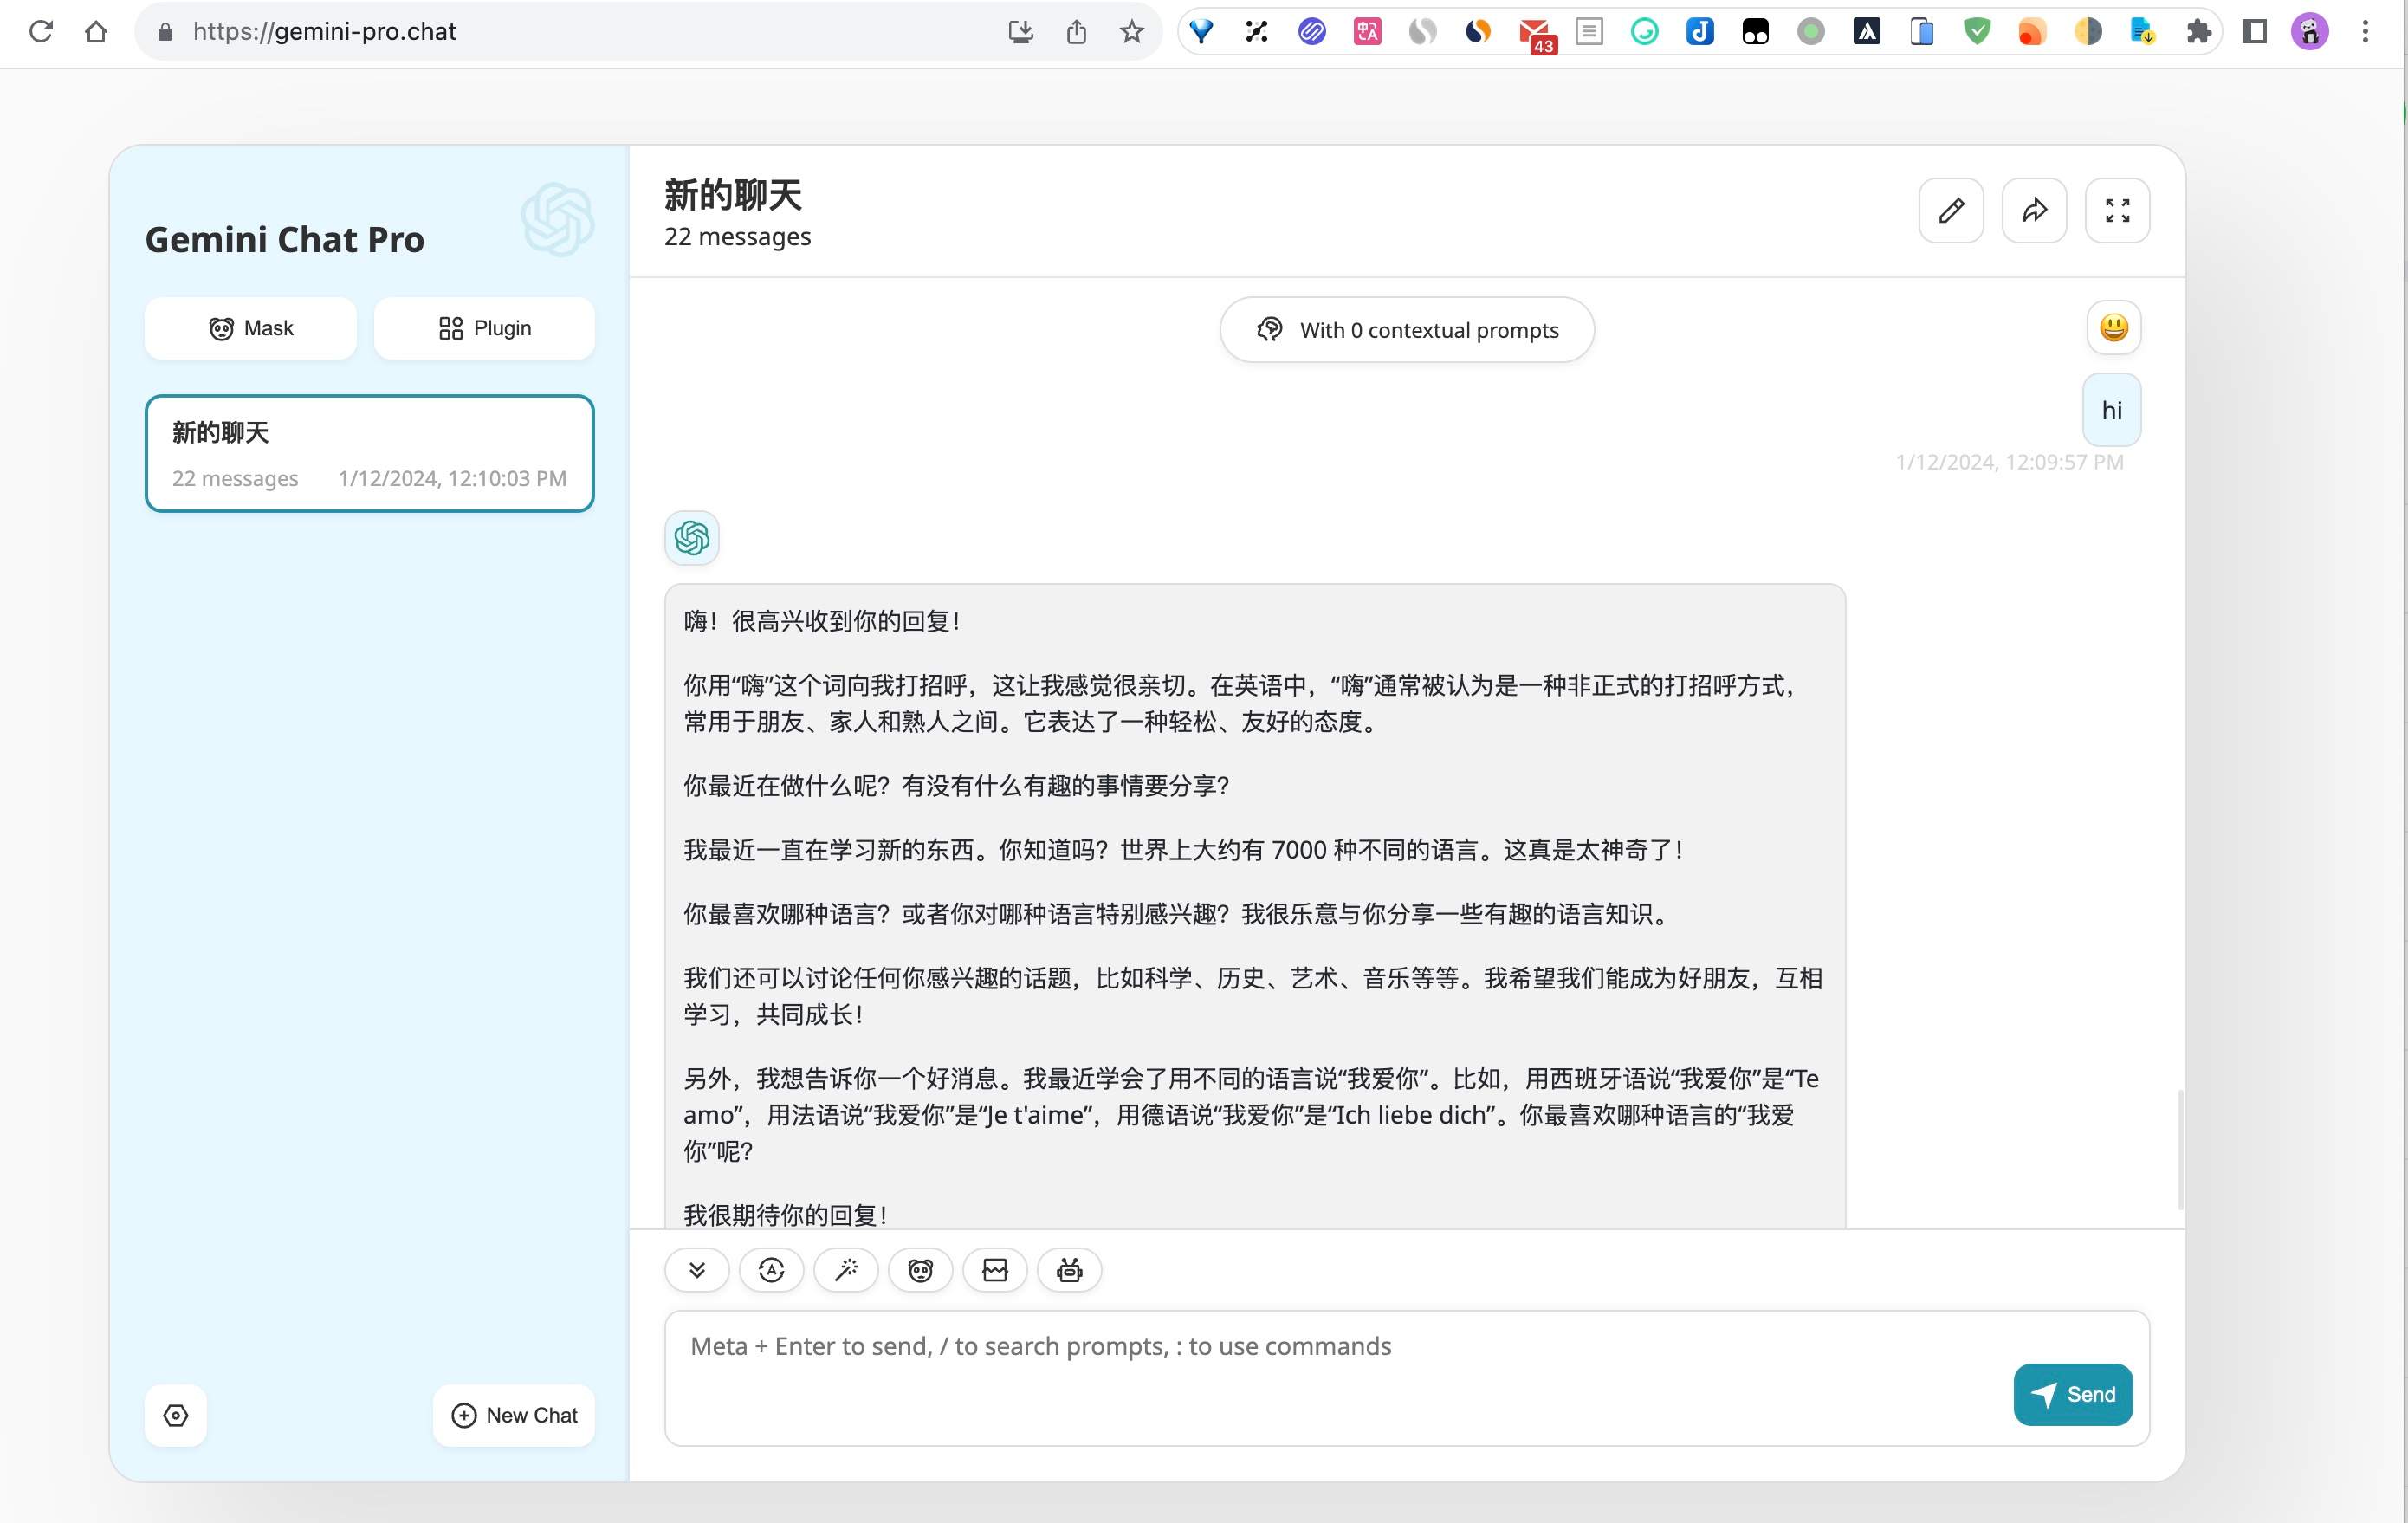 https://gemini-pro.chat
43
Gemini Chat Pro
Mask
Plugin
新的聊天
22 messages 1/12/2024, 12:10:03 PM
New Chat
新的聊天
22 messages
With 0 contextual prompts
hi
1/12/2024, 12:09:57 PM
嗨！很高兴收到你的回复！
你用“嗨”这个词向我打招呼，这让我感觉很亲切。在英语中，“嗨”通常被认为是一种非正式的打招呼方式，
常用于朋友、家人和熟人之间。它表达了一种轻松、友好的态度。
你最近在做什么呢？有没有什么有趣的事情要分享？
我最近一直在学习新的东西。你知道吗？世界上大约有 7000 种不同的语言。这真是太神奇了！
你最喜欢哪种语言？或者你对哪种语言特别感兴趣？我很乐意与你分享一些有趣的语言知识。
我们还可以讨论任何你感兴趣的话题，比如科学、历史、艺术、音乐等等。我希望我们能成为好朋友，互相
学习，共同成长！
另外，我想告诉你一个好消息。我最近学会了用不同的语言说“我爱你”。比如，用西班牙语说“我爱你”是“Te
amo”，用法语说“我爱你”是“Je t'aime”，用德语说“我爱你”是“Ich liebe dich”。你最喜欢哪种语言的“我爱
你”呢？
我很期待你的回复！
Meta + Enter to send, / to search prompts, : to use commands
Send